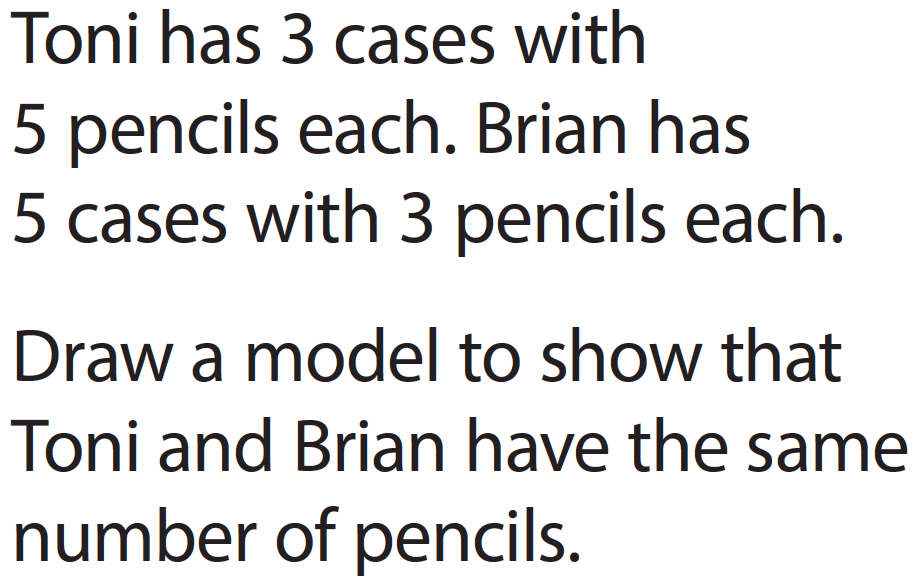 Toni has 3 cases with
5 pencils each. Brian has
5 cases with 3 pencils each.
Draw a model to show that
Toni and Brian have the same
number of pencils.